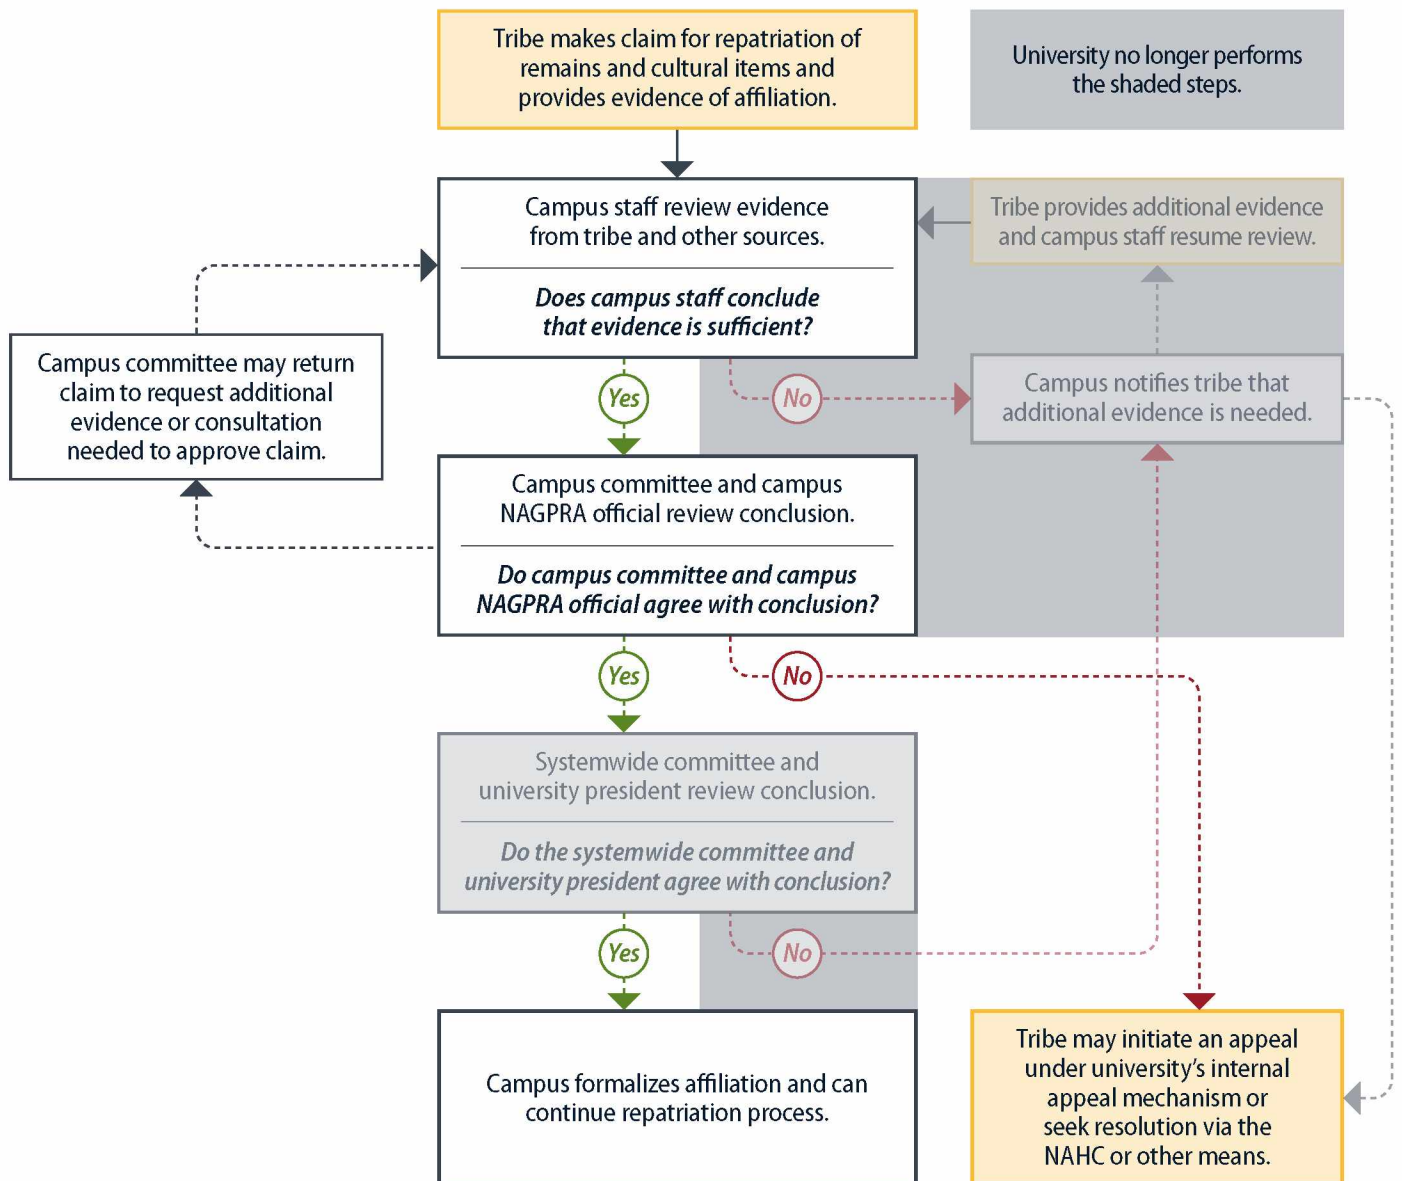 Tribe makes claim for repatriation of
remains and cultural items and
provides evidence of affiliation.
University no longer performs
the shaded steps.
Campus staff review evidence
from tribe and other sources.
Does campus staff conclude
that evidence is sufficient?
Tribe provides additional evidence
and campus staff resume review.
Campus committee may return
claim to request additional
evidence or consultation
needed to approve claim.
Yes
No
Campus notifies tribe that
additional evidence is needed.
Campus committee and campus
NAGPRA official review conclusion.
Do campus committee and campus
NAGPRA official agree with conclusion?
Yes
No
Systemwide committee and
university president review conclusion.
Do the systemwide committee and
university president agree with conclusion?
Yes
No
Campus formalizes affiliation and can
continue repatriation process.
Tribe may initiate an appeal
under university’s internal
appeal mechanism or
seek resolution via the
NAHC or other means.